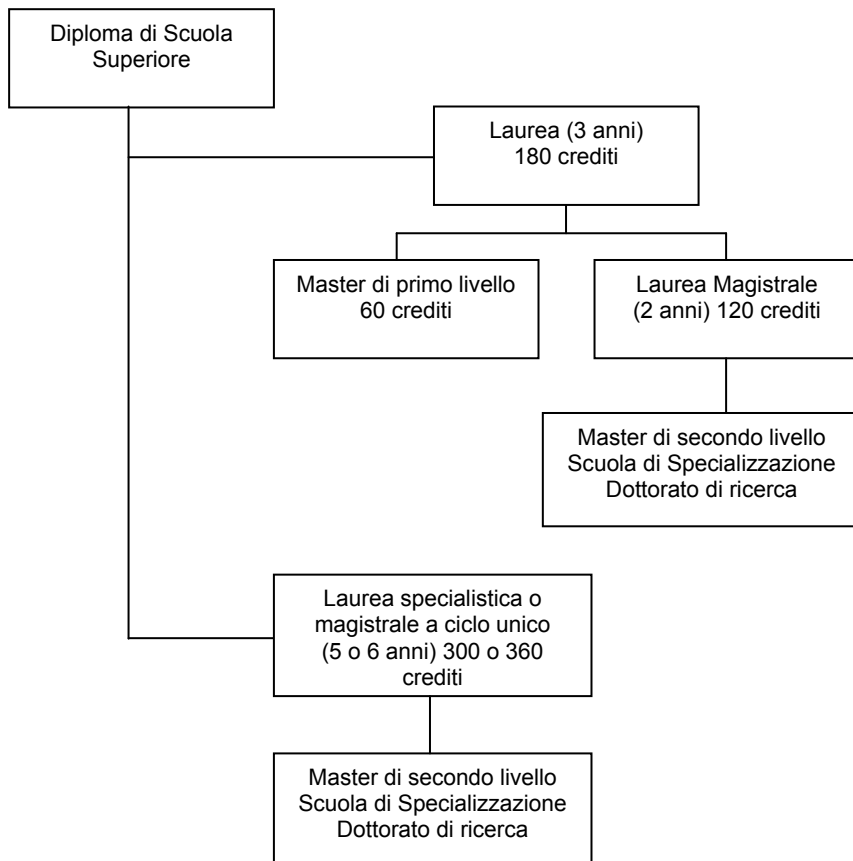 Diploma di Scuola
Superiore
Laurea (3 anni)
180 crediti
Master di primo livello
60 crediti
Laurea Magistrale
(2 anni) 120 crediti
Master di secondo livello
Scuola di Specializzazione
Dottorato di ricerca
Laurea specialistica o
magistrale a ciclo unico
(5 o 6 anni) 300 o 360
crediti
Master di secondo livello
Scuola di Specializzazione
Dottorato di ricerca